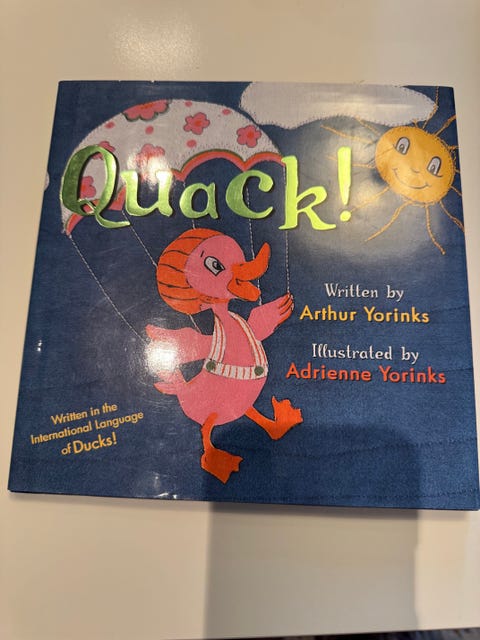 Quack!
Written by
Arthur Yorinks
Illustrated by
Adrienne Yorinks
Written in the
International Language
of Ducks!